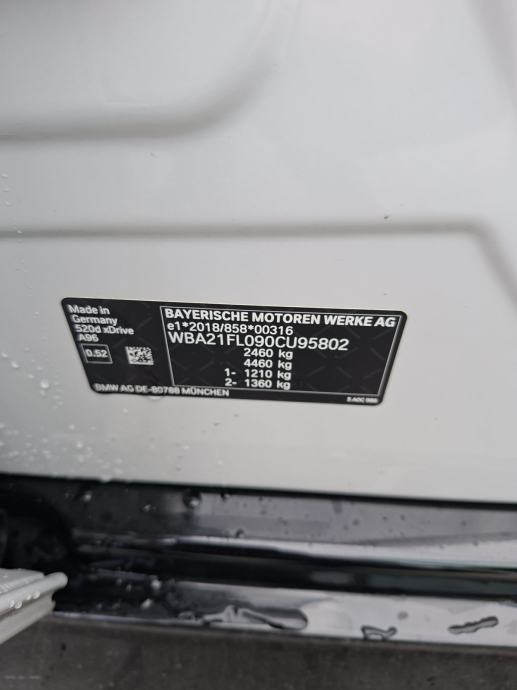 Made in
Germany
520d xDrive
A96
0.52
BAYERISCHE MOTOREN WERKE AG
e1*2018/858*00316
WBA21FL090CU95802
2460 kg
4460 kg
1- 1210 kg
2- 1360 kg
BMW AG DE-80788 MÜNCHEN